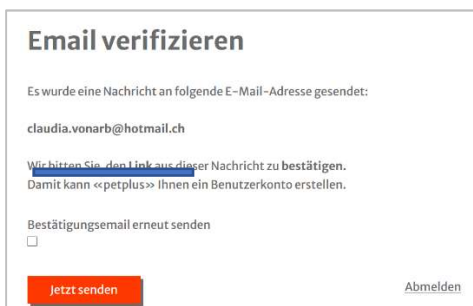 Email verifizieren
Es wurde eine Nachricht an folgende E-Mail-Adresse gesendet:
claudia.vonarb@hotmail.ch
Wir bitten Sie, den Link aus dieser Nachricht zu bestätigen.
Damit kann «petplus» Ihnen ein Benutzerkonto erstellen.
Bestätigungsemail erneut senden
Jetzt senden
Abmelden